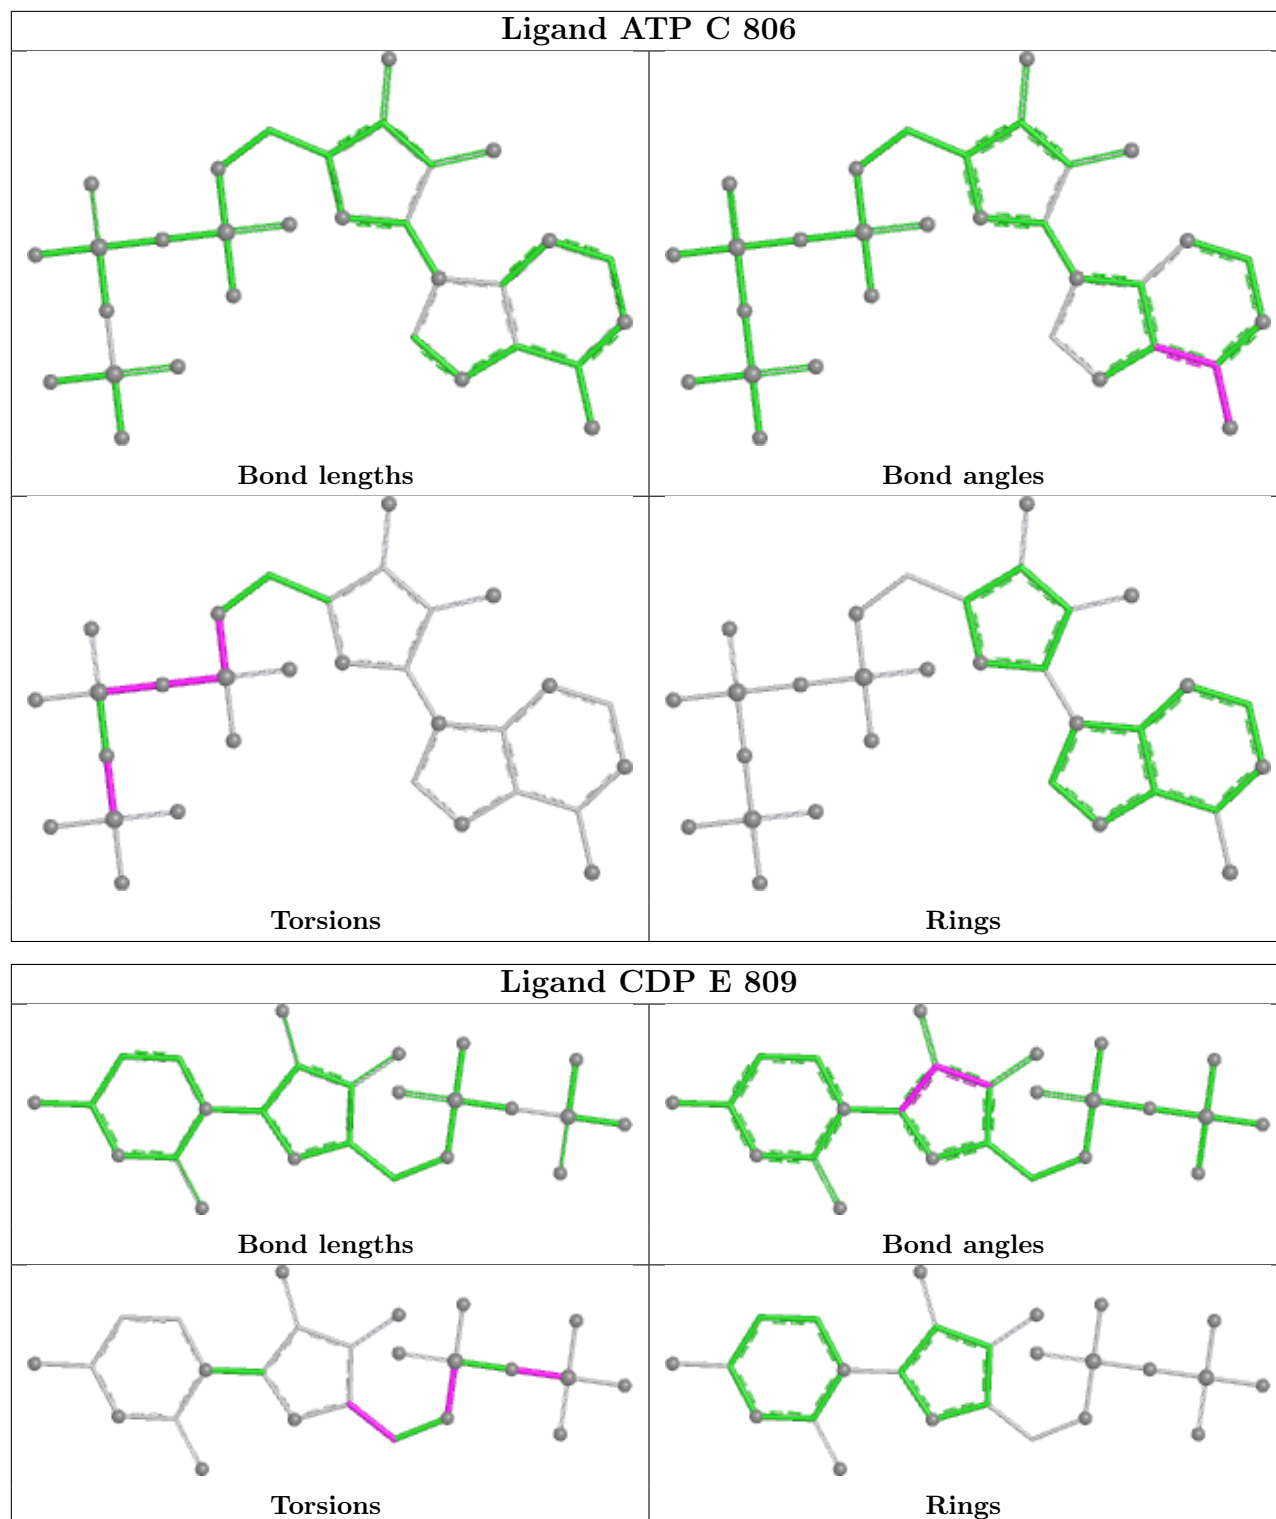 Ligand ATP C 806
Bond lengths
Bond angles
Torsions
Rings
Ligand CDP E 809
Bond lengths
Bond angles
Torsions
Rings